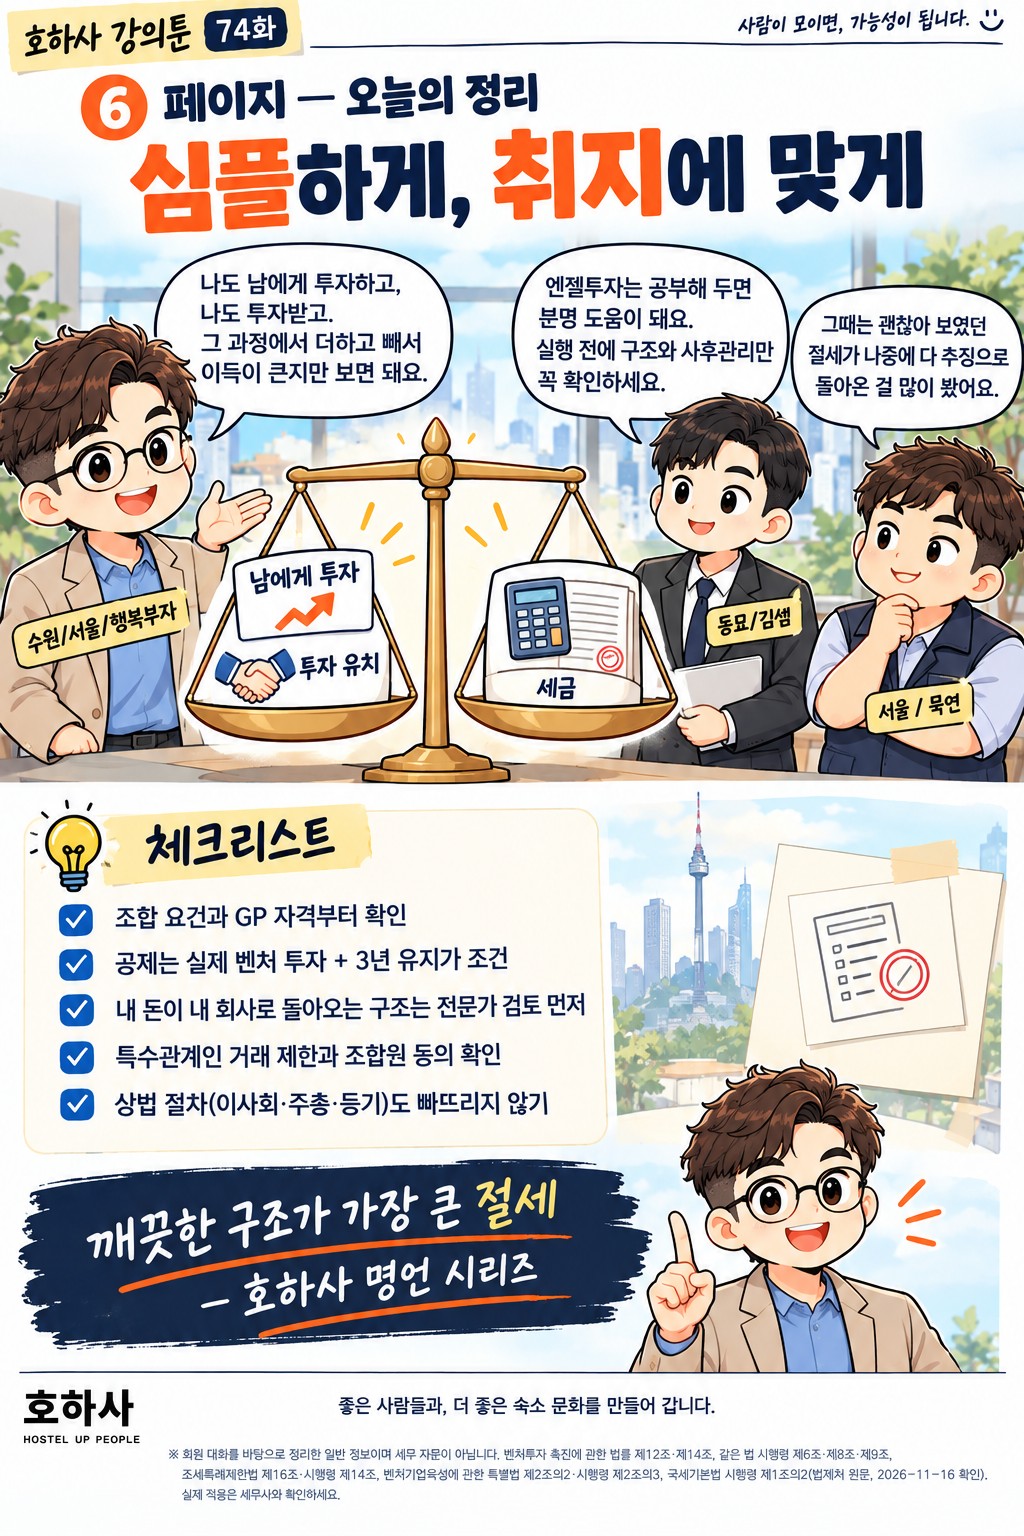 호하사 강의툰 74화
사람이 모이면, 가능성이 됩니다.
6 페이지 — 오늘의 정리
심플하게, 취지에 맞게
나도 남에게 투자하고,
나도 투자받고.
그 과정에서 더하고 빼서
이득이 큰지만 보면 돼요.
엔젤투자는 공부해 두면
분명 도움이 돼요.
실행 전에 구조와 사후관리만
꼭 확인하세요.
그때는 괜찮아 보였던
절세가 나중에 다 추징으로
돌아온 걸 많이 봤어요.
남에게 투자
투자 유치
세금
수원/서울/행복부자
동묘/김샘
서울 / 묵연
체크리스트
조합 요건과 GP 자격부터 확인
공제는 실제 벤처 투자 + 3년 유지가 조건
내 돈이 내 회사로 돌아오는 구조는 전문가 검토 먼저
특수관계인 거래 제한과 조합원 동의 확인
상법 절차(이사회·주총·등기)도 빠뜨리지 않기
깨끗한 구조가 가장 큰 절세
— 호하사 명언 시리즈
호하사
HOSTEL UP PEOPLE
좋은 사람들과, 더 좋은 숙소 문화를 만들어 갑니다.
※ 회원 대화를 바탕으로 정리한 일반 정보이며 세무 자문이 아닙니다. 벤처투자 촉진에 관한 법률 제12조·제14조, 같은 법 시행령 제6조·제8조·제9조,
조세특례제한법 제16조·시행령 제14조, 벤처기업육성에 관한 특별법 제2조의2·시행령 제2조의3, 국세기본법 시행령 제1조의2(법제처 원문, 2026-11-16 확인).
실제 적용은 세무사와 확인하세요.